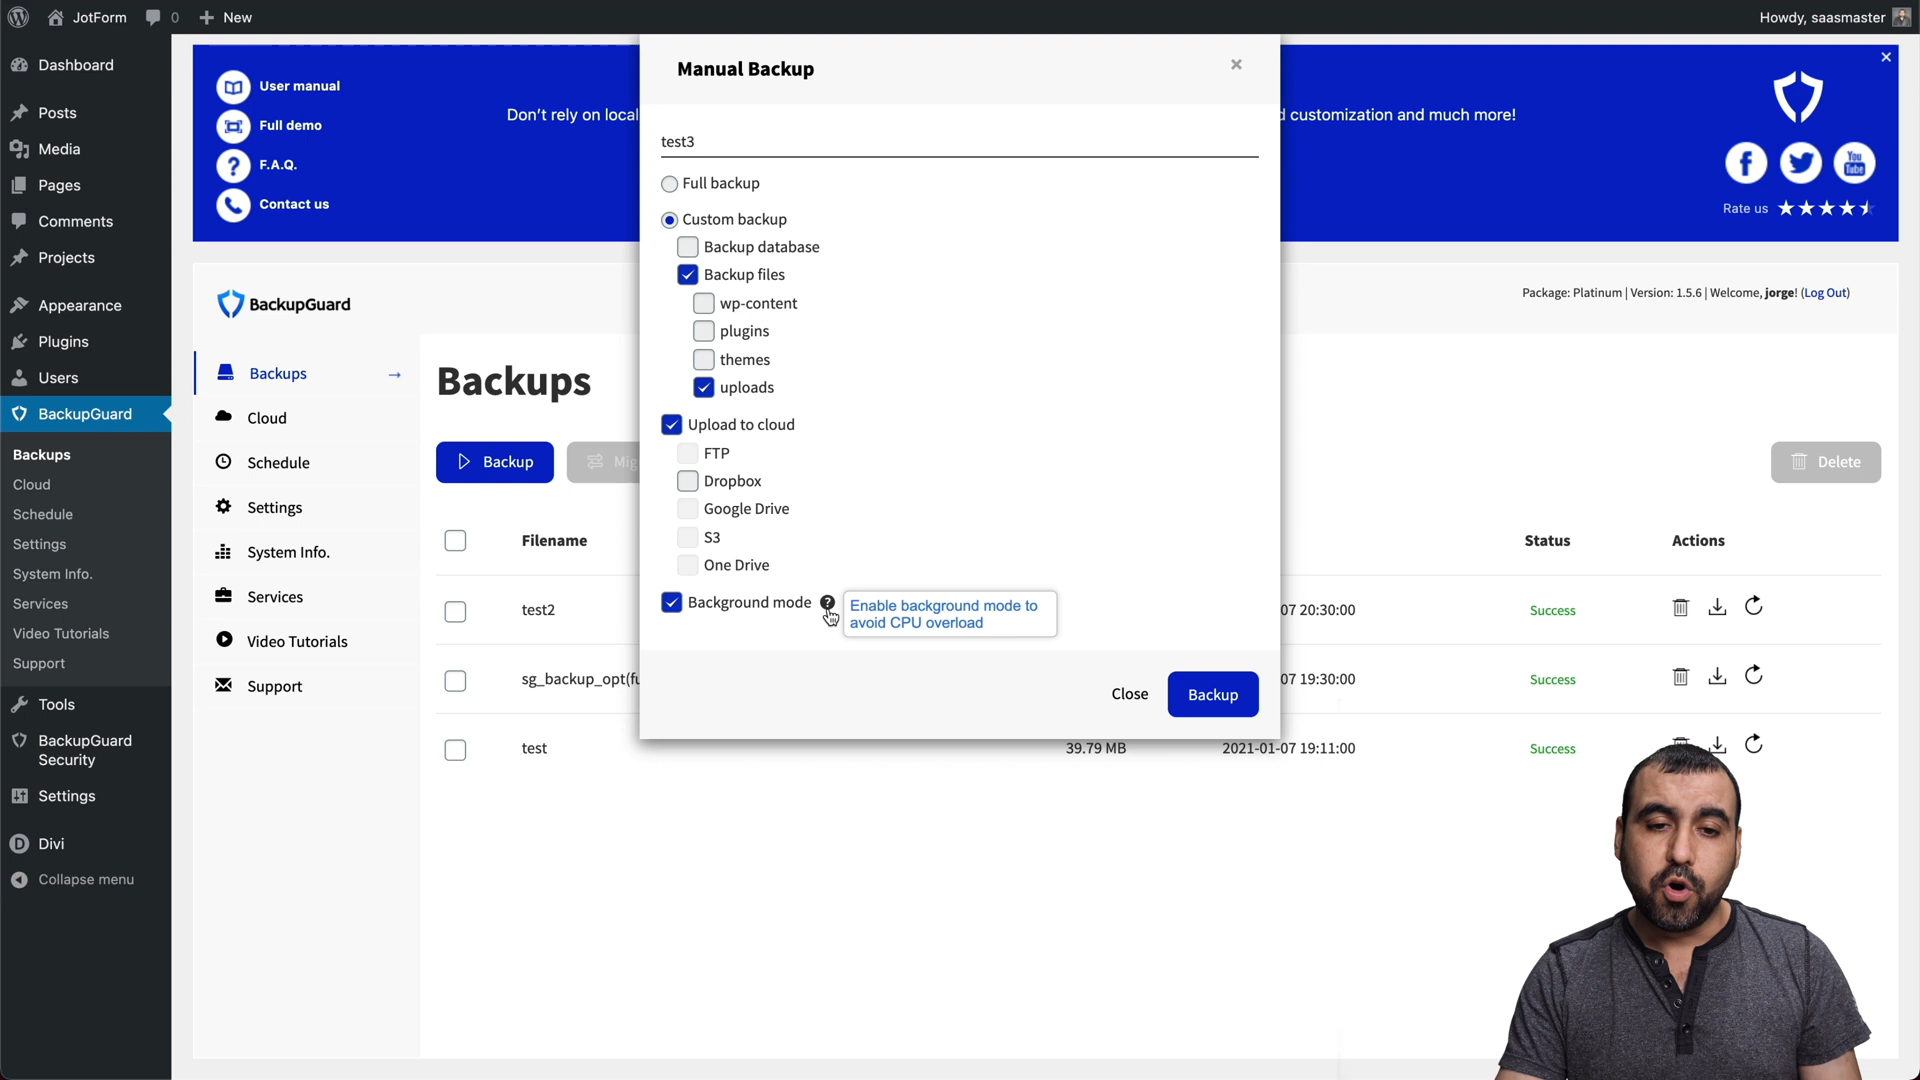 JotForm
0
New
Howdy, saasmaster
Dashboard
Posts
Media
Pages
Comments
Projects
Appearance
Plugins
Users
BackupGuard
Backups
Cloud
Schedule
Settings
System Info.
Services
Video Tutorials
Support
Tools
BackupGuard
Security
Settings
Divi
Collapse menu
User manual
Full demo
F.A.Q.
Contact us
Don't rely on local
d customization and much more!
You
Tube
Rate us
BackupGuard
Package: Platinum | Version: 1.5.6 | Welcome, jorge! (Log Out)
Backups
Cloud
Schedule
Settings
System Info.
Services
Video Tutorials
Support
Backups
Backup
Mig
Delete
Filename
Status
Actions
test2
07 20:30:00
Success
sg_backup_opt(fu
07 19:30:00
Success
test
39.79 MB
2021-01-07 19:11:00
Success
Manual Backup
test3
Full backup
Custom backup
Backup database
Backup files
wp-content
plugins
themes
uploads
Upload to cloud
FTP
Dropbox
Google Drive
S3
One Drive
Background mode
Enable background mode to
avoid CPU overload
Close
Backup